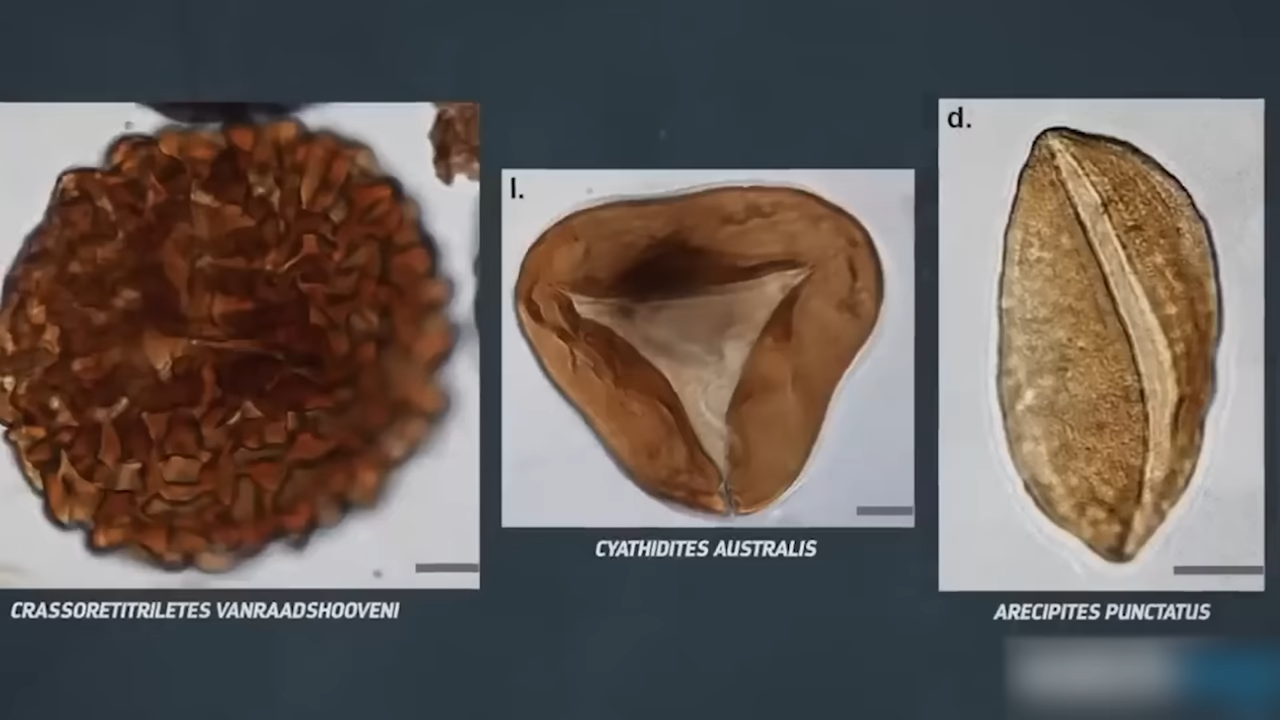 d.
l.
CYATHIDITES AUSTRALIS
CRASSORETITRILETES VANRAADSHOOVENI
ARECIPITES PUNCTATUS